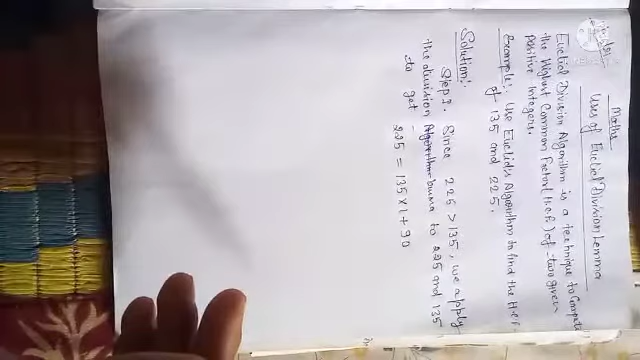 Maths
Uses of Euclid Division Lemma
Euclid Division Algorithm is a technique to Compute
the Highest Common Factor (H.C.F) of two given
Positive Integers.
Example: Use Euclid's Algorithm to find the H.C.F
of 135 and 225.
Solution:
Step 1. Since 225 > 135, we apply
the division Algorithm Lemma to 225 and 135
to get
225 = 135 × 1 + 90